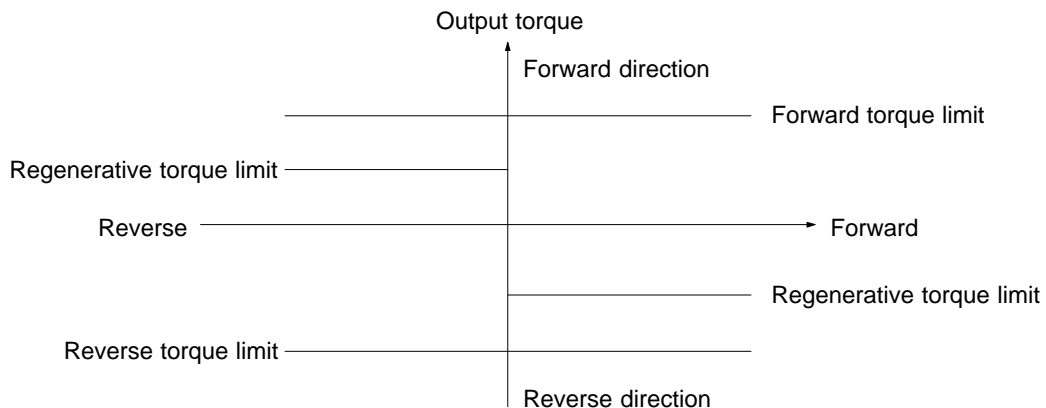 Output torque
Forward direction
Forward torque limit
Regenerative torque limit
Reverse
Forward
Regenerative torque limit
Reverse torque limit
Reverse direction